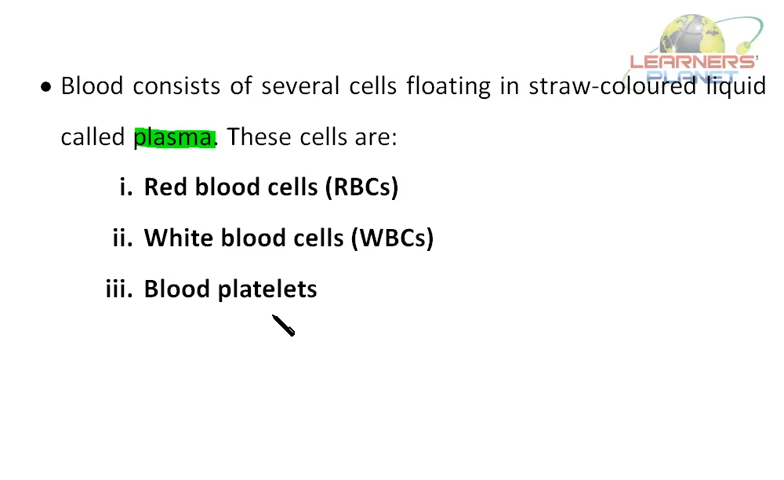 LEARNERS'
PLANET
• Blood consists of several cells floating in straw-coloured liquid
called plasma. These cells are:
i. Red blood cells (RBCs)
ii. White blood cells (WBCs)
iii. Blood platelets